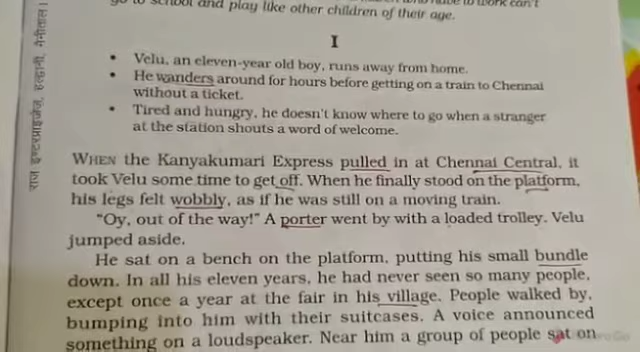 go to school and play like other children of their age.
I
• Velu, an eleven-year old boy, runs away from home.
• He wanders around for hours before getting on a train to Chennai
without a ticket.
• Tired and hungry, he doesn't know where to go when a stranger
at the station shouts a word of welcome.
WHEN the Kanyakumari Express pulled in at Chennai Central, it
took Velu some time to get off. When he finally stood on the platform,
his legs felt wobbly, as if he was still on a moving train.
"Oy, out of the way!" A porter went by with a loaded trolley. Velu
jumped aside.
He sat on a bench on the platform, putting his small bundle
down. In all his eleven years, he had never seen so many people,
except once a year at the fair in his village. People walked by,
bumping into him with their suitcases. A voice announced
something on a loudspeaker. Near him a group of people sat on
राज इण्टरप्राइजेज, हल्द्वानी, नैनीताल।